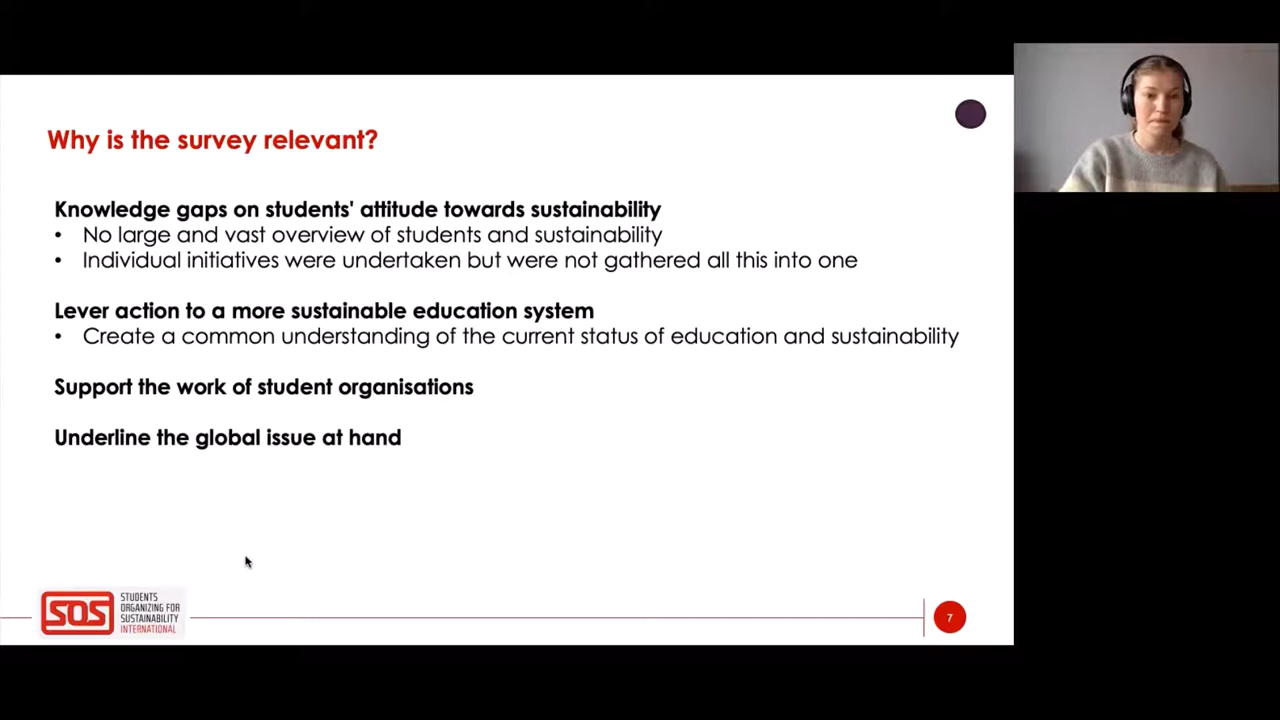 Why is the survey relevant?
Knowledge gaps on students' attitude towards sustainability
• No large and vast overview of students and sustainability
• Individual initiatives were undertaken but were not gathered all this into one
Lever action to a more sustainable education system
• Create a common understanding of the current status of education and sustainability
Support the work of student organisations
Underline the global issue at hand
SOS
STUDENTS
ORGANIZING FOR
SUSTAINABILITY
INTERNATIONAL
7